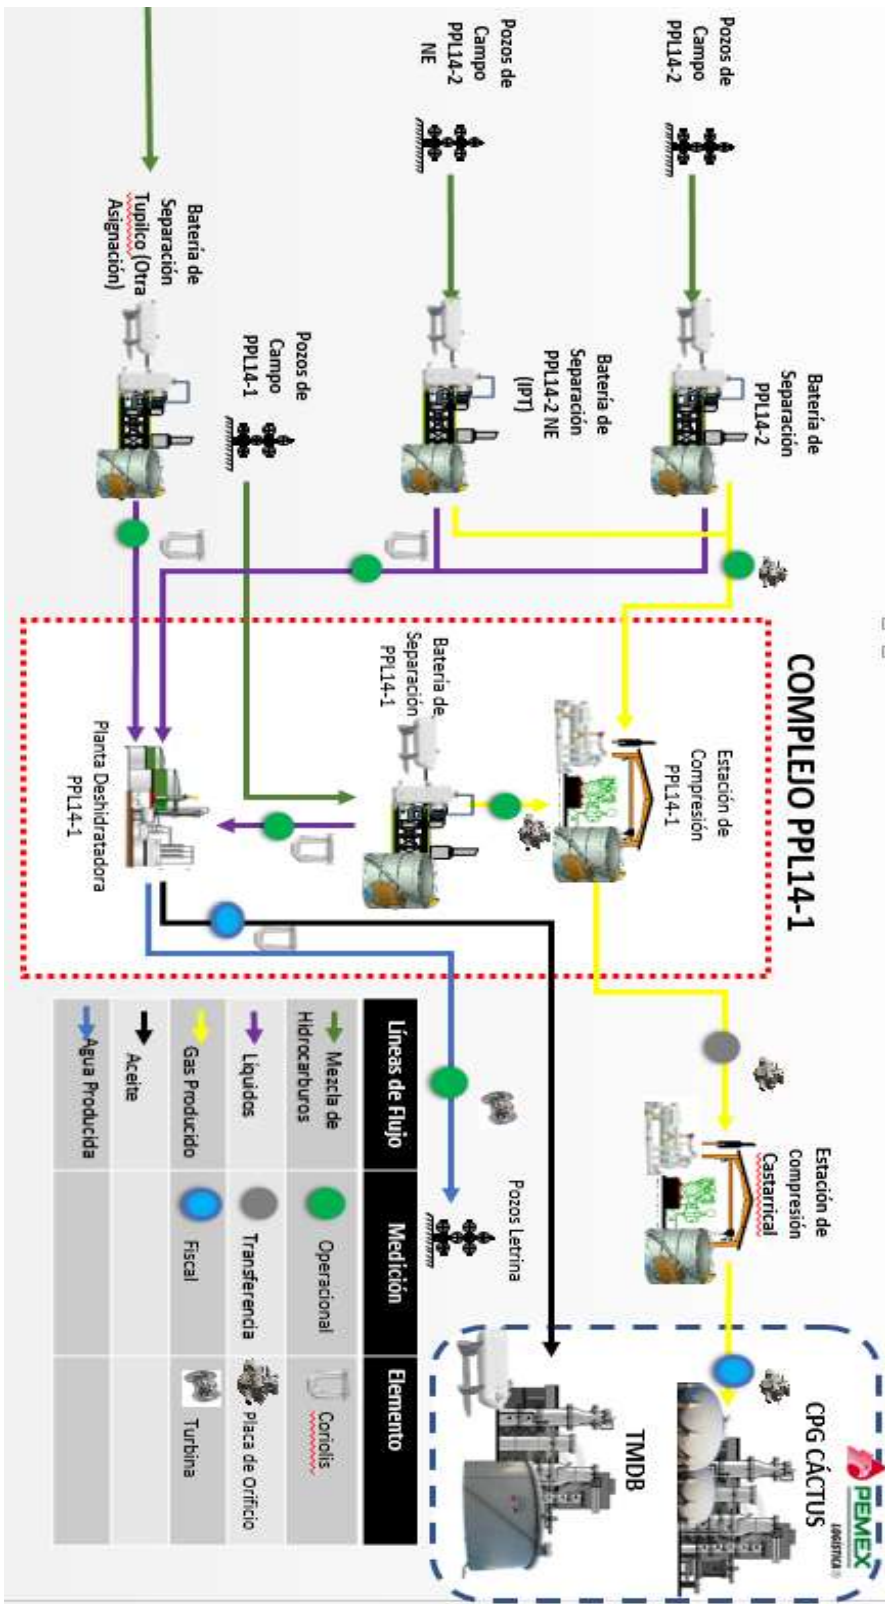 COMPLEJO PPL14-1
Pozos de
Campo
PPL14-2
Batería de
Separación
PPL14-2
Pozos de
Campo
PPL14-2
NE
Batería de
Separación
PPL14-2 NE
(IPT)
Pozos de
Campo
PPL14-1
Batería de
Separación
Tupilco (Otra
Asignación)
Estación de
Compresión
PPL14-1
Batería de
Separación
PPL14-1
Planta Deshidratadora
PPL14-1
Estación de
Compresión
Castarrical
Pozos Letrina
PEMEX
LOGÍSTICA
CPG CÁCTUS
TMDB
Líneas de Flujo
Medición
Elemento
Mezcla de
Hidrocarburos
Operacional
Coriolis
Líquidos
Transferencia
Placa de Orificio
Gas Producido
Fiscal
Turbina
Aceite
Agua Producida